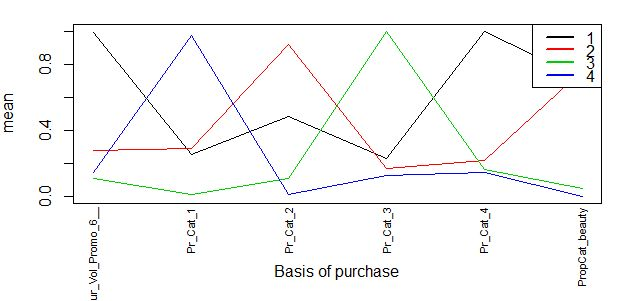 1
2
3
4
mean
0.8
0.4
0.0
ur_Vol_Promo_6__
Pr_Cat_1
Pr_Cat_2
Pr_Cat_3
Pr_Cat_4
PropCat_beauty
Basis of purchase